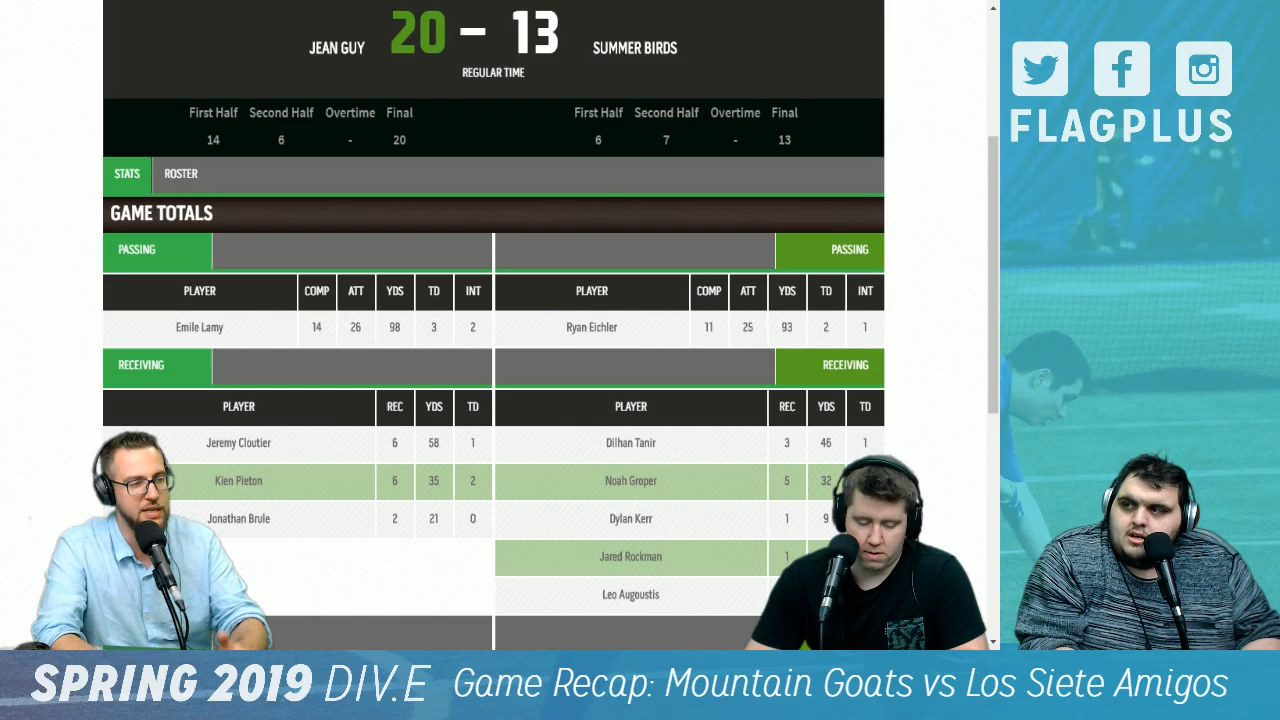 JEAN GUY 20 – 13 SUMMER BIRDS
REGULAR TIME
First Half Second Half Overtime Final First Half Second Half Overtime Final
14 6 - 20 6 7 - 13
STATS ROSTER
GAME TOTALS
PASSING PASSING
PLAYER COMP ATT YDS TD INT PLAYER COMP ATT YDS TD INT
Emile Lamy 14 26 98 3 2 Ryan Eichler 11 25 93 2 1
RECEIVING RECEIVING
PLAYER REC YDS TD PLAYER REC YDS TD
Jeremy Cloutier 6 58 1 Dilhan Tanir 3 46 1
Kien Pieton 6 35 2 Noah Groper 5 32
Jonathan Brule 2 21 0 Dylan Kerr 1 9
Jared Rockman 1
Leo Augoustis
FLAGPLUS
SPRING 2019 DIV.E Game Recap: Mountain Goats vs Los Siete Amigos